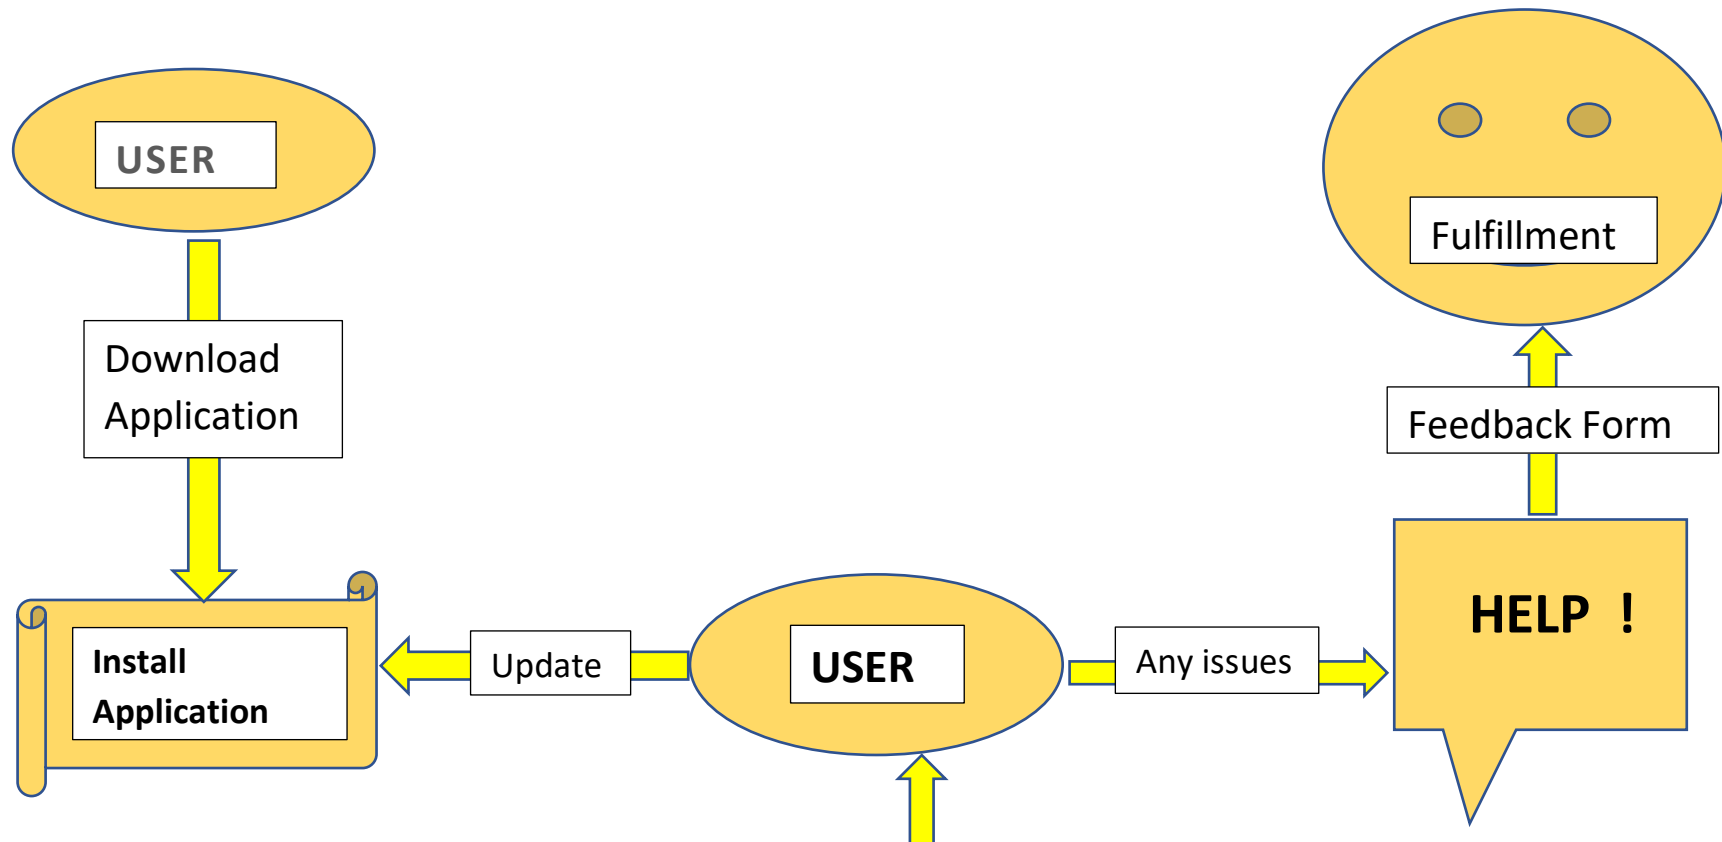 USER
Download
Application
Install
Application
Update
USER
Any issues
HELP !
Feedback Form
Fulfillment